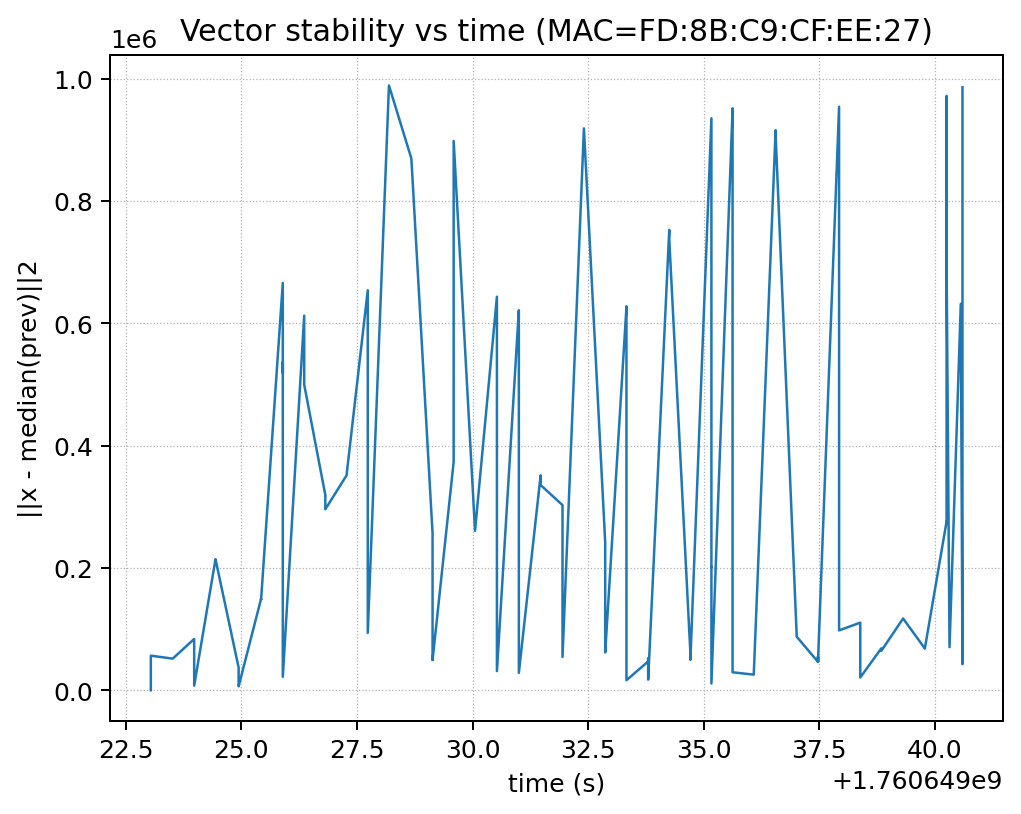 Vector stability vs time (MAC=FD:8B:C9:CF:EE:27)
1e6
1.0
0.8
0.6
0.4
0.2
0.0
||x - median(prev)||2
22.5 25.0 27.5 30.0 32.5 35.0 37.5 40.0
time (s)
+1.760649e9